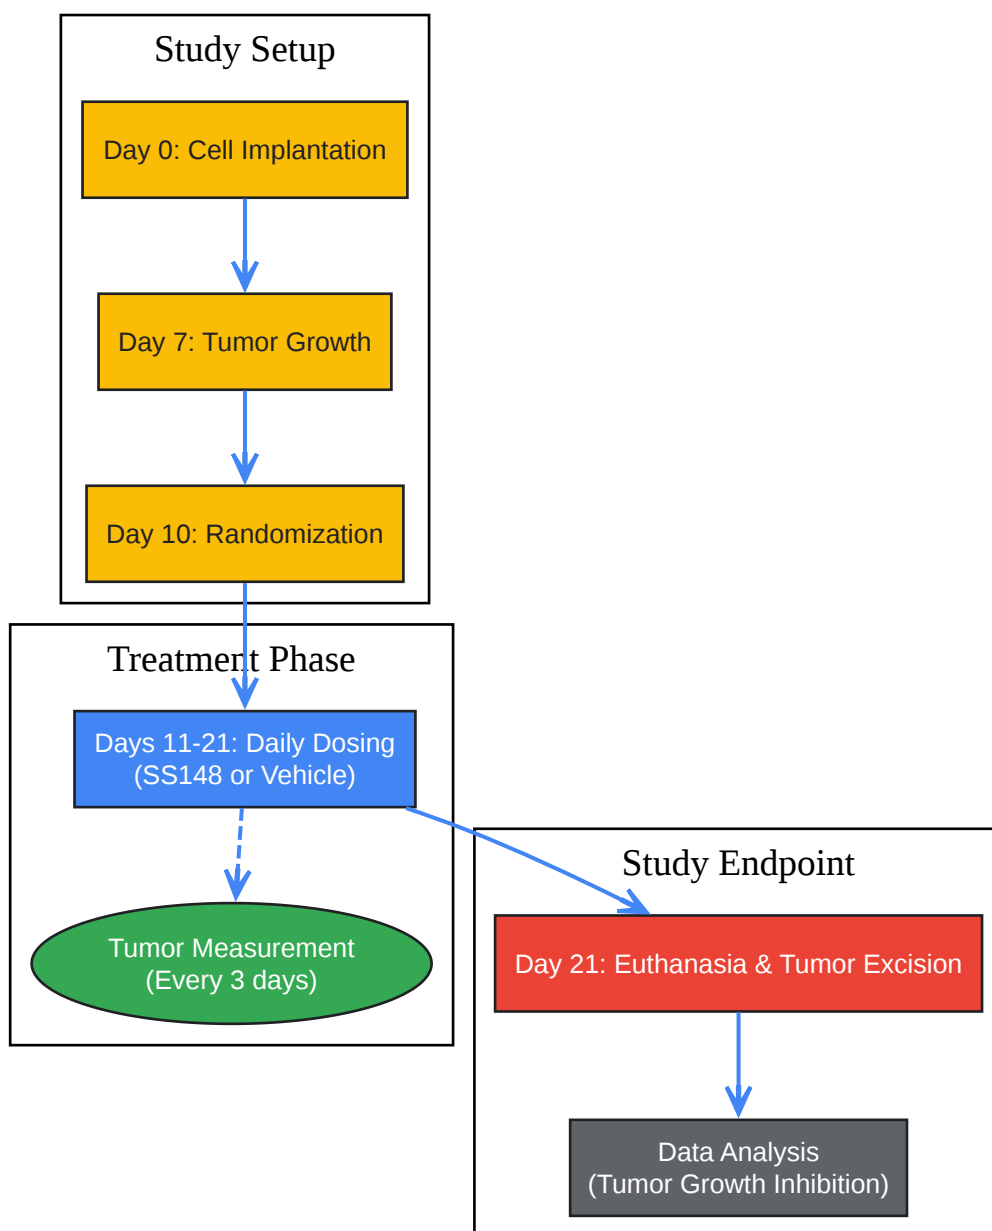 Study Setup
Day 0: Cell Implantation
Day 7: Tumor Growth
Day 10: Randomization
Treatment Phase
Days 11-21: Daily Dosing
(SS148 or Vehicle)
Tumor Measurement
(Every 3 days)
Study Endpoint
Day 21: Euthanasia & Tumor Excision
Data Analysis
(Tumor Growth Inhibition)